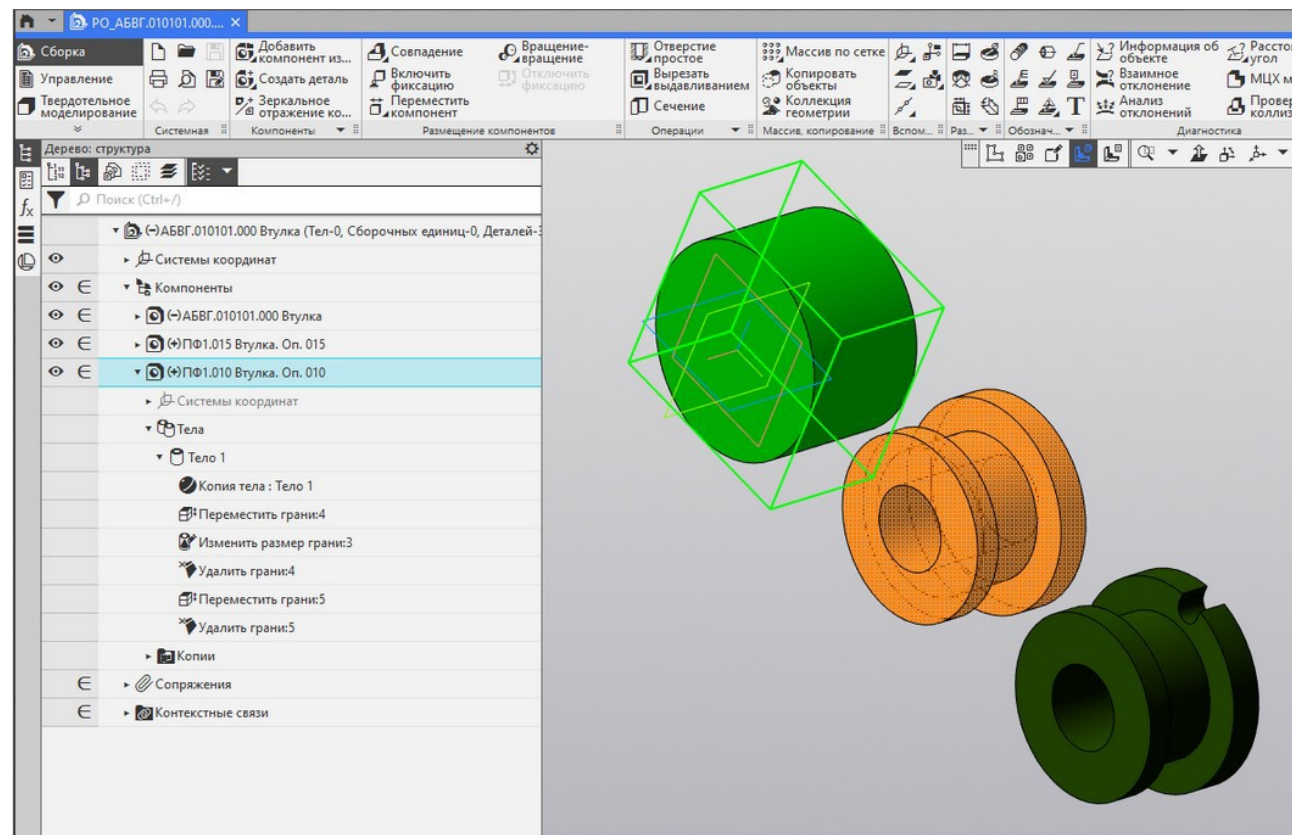 РО_АБВГ.010101.000....
Сборка
Управление
Твердотельное
моделирование
Системная
Добавить
компонент из...
Создать деталь
Зеркальное
отражение ко...
Компоненты
Совпадение
Включить
фиксацию
Переместить
компонент
Вращение-
вращение
Отключить
фиксацию
Размещение компонентов
Отверстие
простое
Вырезать
выдавливанием
Сечение
Операции
Массив по сетке
Копировать
объекты
Коллекция
геометрии
Массив, копирование
Вспом...
Раз...
Обознач...
Информация об
объекте
Взаимное
отклонение
Анализ
отклонений
Расстоя
угол
МЦХ м
Провер
коллиз
Диагностика
Дерево: структура
Поиск (Ctrl+/)
(-)АБВГ.010101.000 Втулка (Тел-0, Сборочных единиц-0, Деталей-3
Системы координат
Компоненты
(-)АБВГ.010101.000 Втулка
(+)ПФ1.015 Втулка. Оп. 015
(+)ПФ1.010 Втулка. Оп. 010
Системы координат
Тела
Тело 1
Копия тела : Тело 1
Переместить грани:4
Изменить размер грани:3
Удалить грани:4
Переместить грани:5
Удалить грани:5
Копии
Сопряжения
Контекстные связи